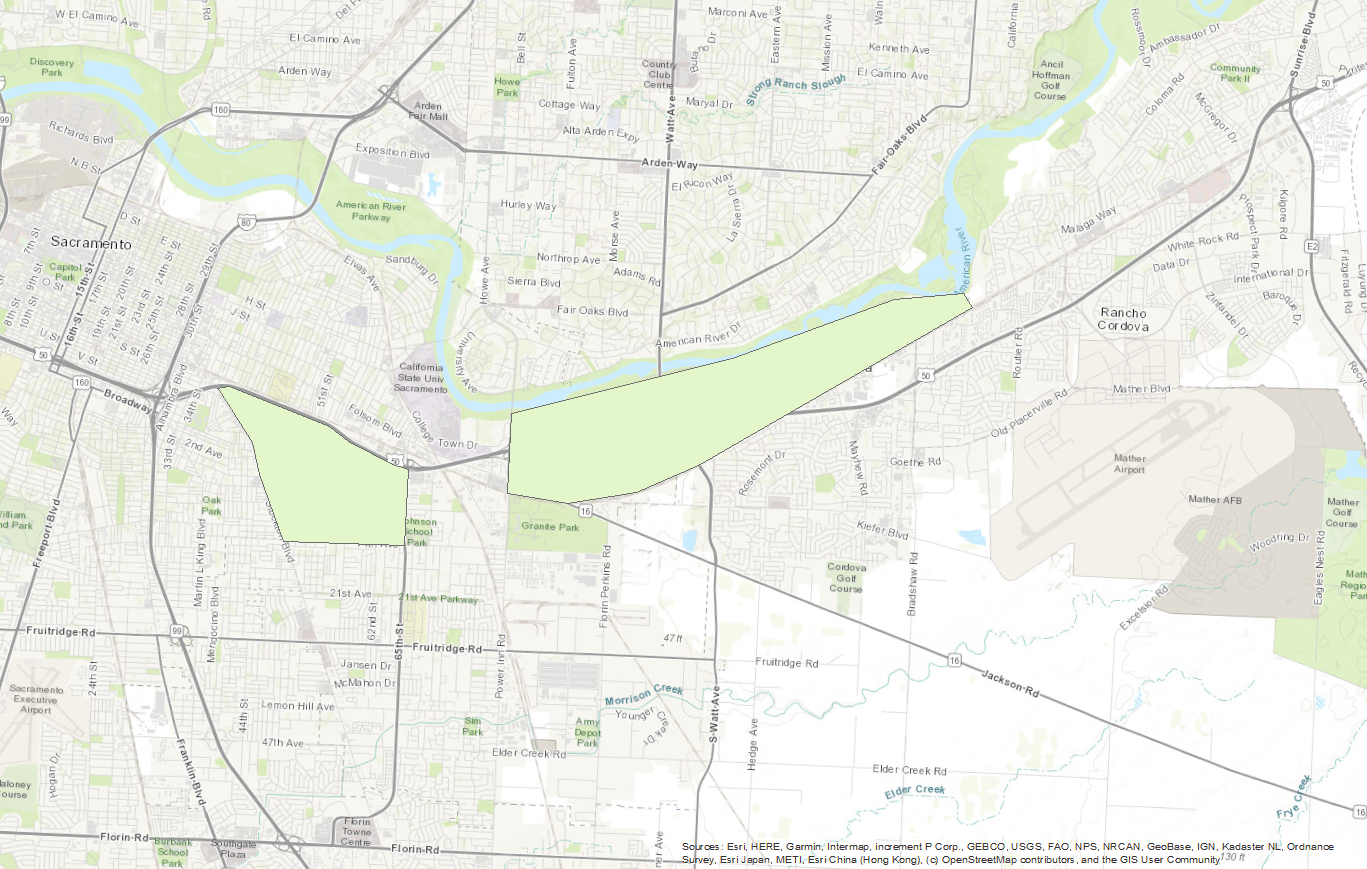 W El Camino Ave
El Camino Ave
Arden Way
Discovery
Park
99
160
Richards Blvd
N B St
Bell St
Fulton Ave
Howe
Park
Cottage Way
Arden
Fair Mall
Alta Arden Expy
Exposition Blvd
Marconi Ave
Country
Club
Centre
Watt-Ave
Maryal Dr
Eastern Ave
Mission Ave
Kenneth Ave
El Camino Ave
Strong Ranch Slough
Arden-Way
Fair-Oaks-Blvd
El Ricon Way
La Sierra Dr
California
Ancil
Hoffman
Golf
Course
Rossmoor Dr
Ambassador Dr
Coloma Rd
McGregor Dr
Community
Park II
Sunrise-Blvd
50
80
American River
Parkway
Hurley Way
Morse Ave
Northrop Ave
Adams Rd
Howe Ave
Sierra Blvd
Fair Oaks Blvd
American River Dr
American River
Elvas Ave
Sandburg Dr
University Ave
Sacramento
Capitol
Park
D St
E St
H St
J St
O St
U St
V St
S St
7th St
8th St
9th St
10th St
15th-St
16th-St
17th St
19th St
20th St
21st St
23rd St
24th St
25th St
26th St
28th St
29th St
30th St
50
160
Broadway
Alhambra Blvd
34th St
33rd St
2nd Ave
51st St
Folsom Blvd
California
State Univ
Sacramento
College
Town Dr
50
Malaga Way
Kilgore Rd
Prospect Park Dr
White Rock Rd
Data Dr
International Dr
Zinfandel Dr
Baroque Dr
E2
Fitzgerald Rd
Rancho
Cordova
Routier Rd
50
Mather Blvd
Old Placerville Rd
Mather
Airport
Mather AFB
Mather
Golf
Course
Woodring Dr
Eagles Nest Rd
Excelsior Rd
Rosemont Dr
Mayhew Rd
Goethe Rd
Kiefer Blvd
Bradshaw Rd
Cordova
Golf
Course
Freeport-Blvd
Oak
Park
Martin L King Blvd
21st Ave
21st Ave Parkway
62nd St
65th-St
Granite Park
16
Florin-Perkins Rd
Power Inn Rd
47 ft
Fruitridge-Rd
99
Mendocino Blvd
Fruitridge-Rd
Fruitridge Rd
16
Jackson-Rd
Jansen Dr
McMahon Dr
24th St
Sacramento
Executive
Airport
Lemon Hill Ave
44th St
47th Ave
Franklin-Blvd
Hogan Dr
Morrison Creek
Sim
Park
Army
Depot
Park
Elder Creek Rd
S-Watt-Ave
Hedge Ave
Elder Creek Rd
Elder Creek
Frye Creek
16
Florin-Rd
Burbank
School
Park
Southgate
Plaza
Florin
Towne
Centre
Florin-Rd
Sources: Esri, HERE, Garmin, Intermap, increment P Corp., GEBCO, USGS, FAO, NPS, NRCAN, GeoBase, IGN, Kadaster NL, Ordnance
Survey, Esri Japan, METI, Esri China (Hong Kong), (c) OpenStreetMap contributors, and the GIS User Community
130 ft